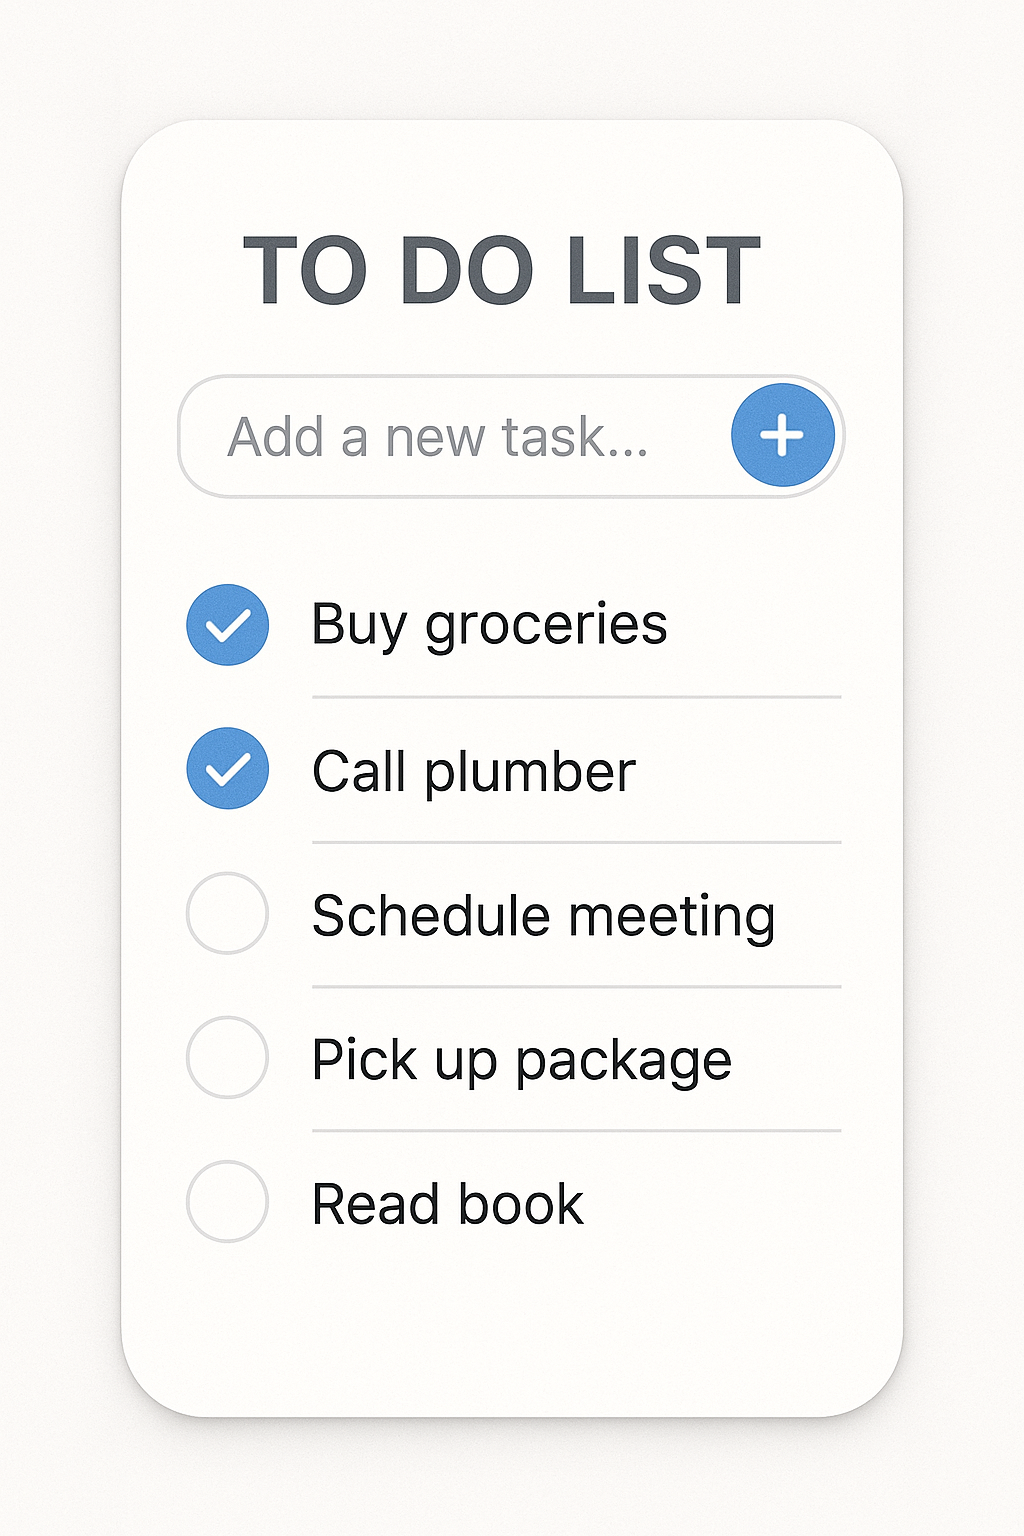 TO DO LIST
Add a new task...
Buy groceries
Call plumber
Schedule meeting
Pick up package
Read book